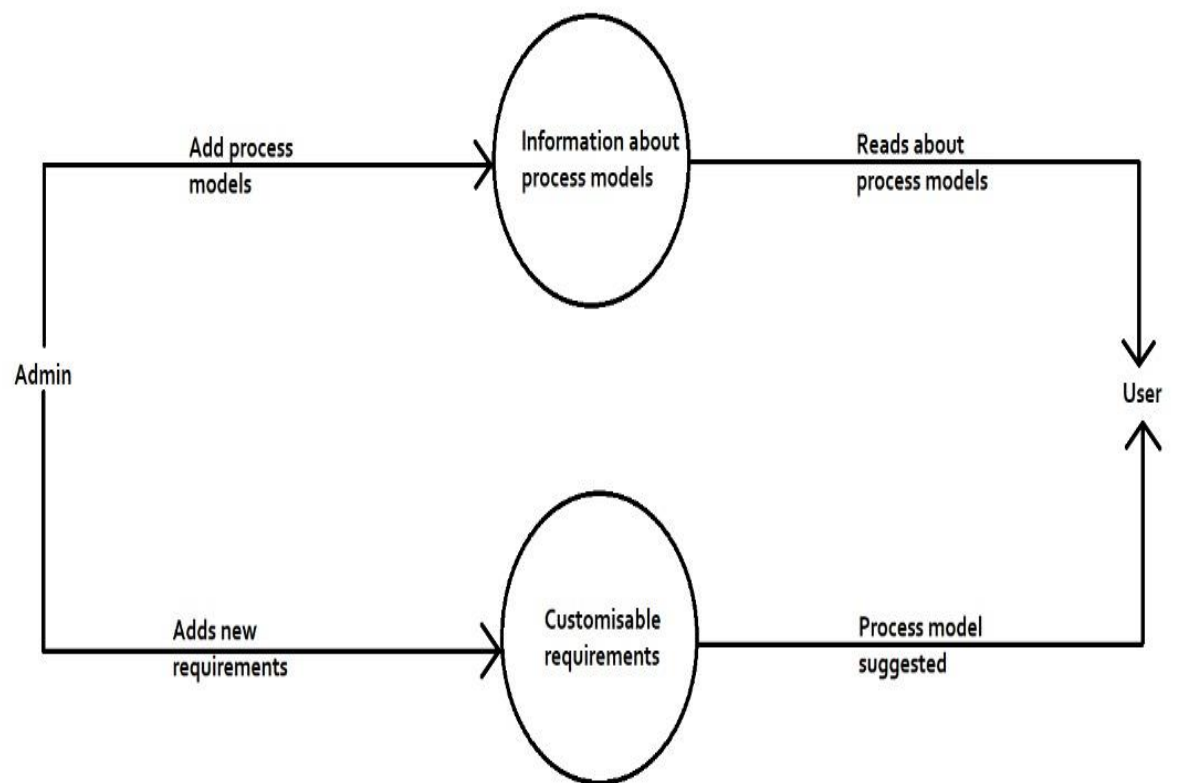 Add process
models
Information about
process models
Reads about
process models
Admin
User
Adds new
requirements
Customisable
requirements
Process model
suggested